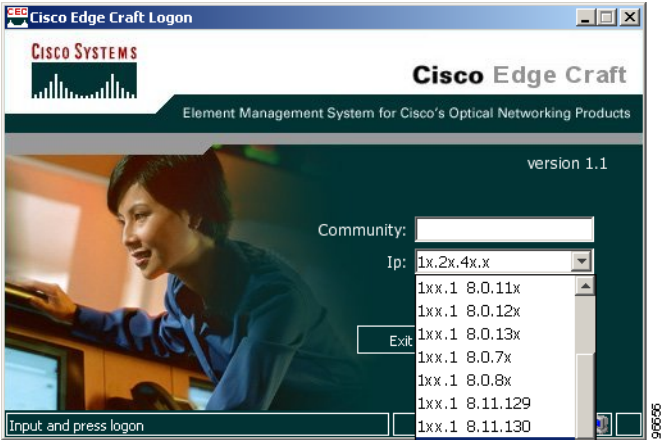 CEC Cisco Edge Craft Logon
CISCO SYSTEMS
Cisco Edge Craft
Element Management System for Cisco's Optical Networking Products
version 1.1
Community:
Ip: 1x.2x.4x.x
1xx.1 8.0.11x
1xx.1 8.0.12x
1xx.1 8.0.13x
Exit
1xx.1 8.0.7x
1xx.1 8.0.8x
1xx.1 8.11.129
1xx.1 8.11.130
Input and press logon
96656